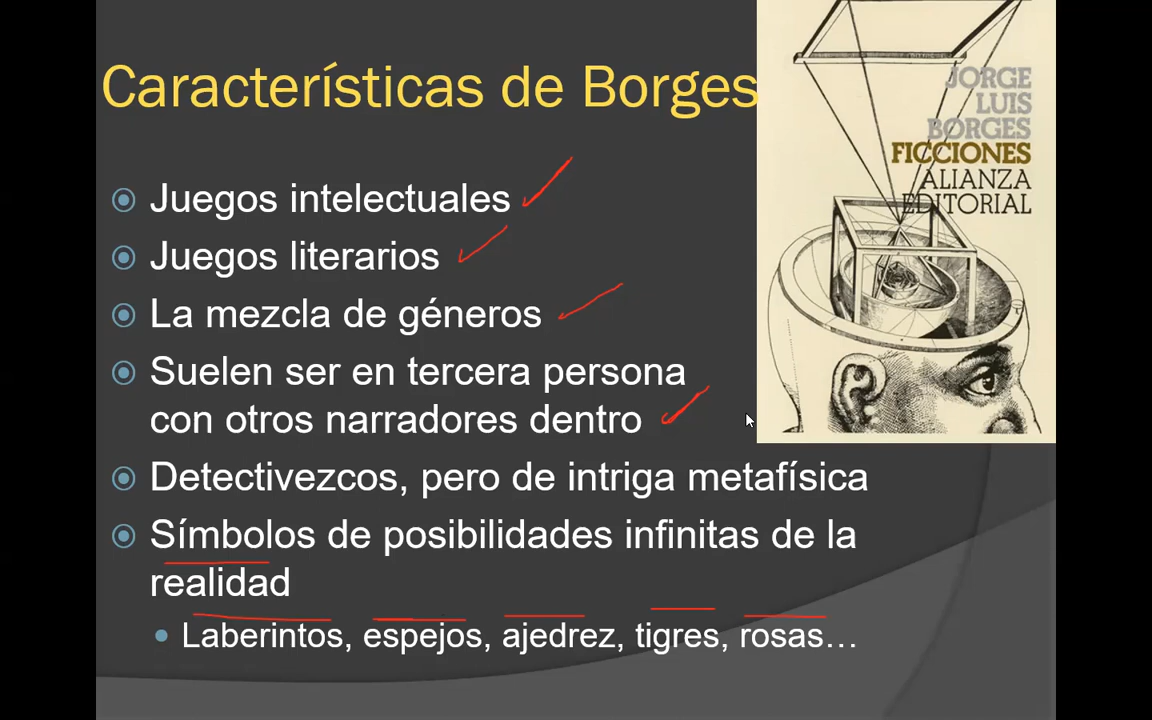 Características de Borges
JORGE
LUIS
BORGES
FICCIONES
ALIANZA
EDITORIAL
Juegos intelectuales
Juegos literarios
La mezcla de géneros
Suelen ser en tercera persona
con otros narradores dentro
Detectivezcos, pero de intriga metafísica
Símbolos de posibilidades infinitas de la
realidad
Laberintos, espejos, ajedrez, tigres, rosas…